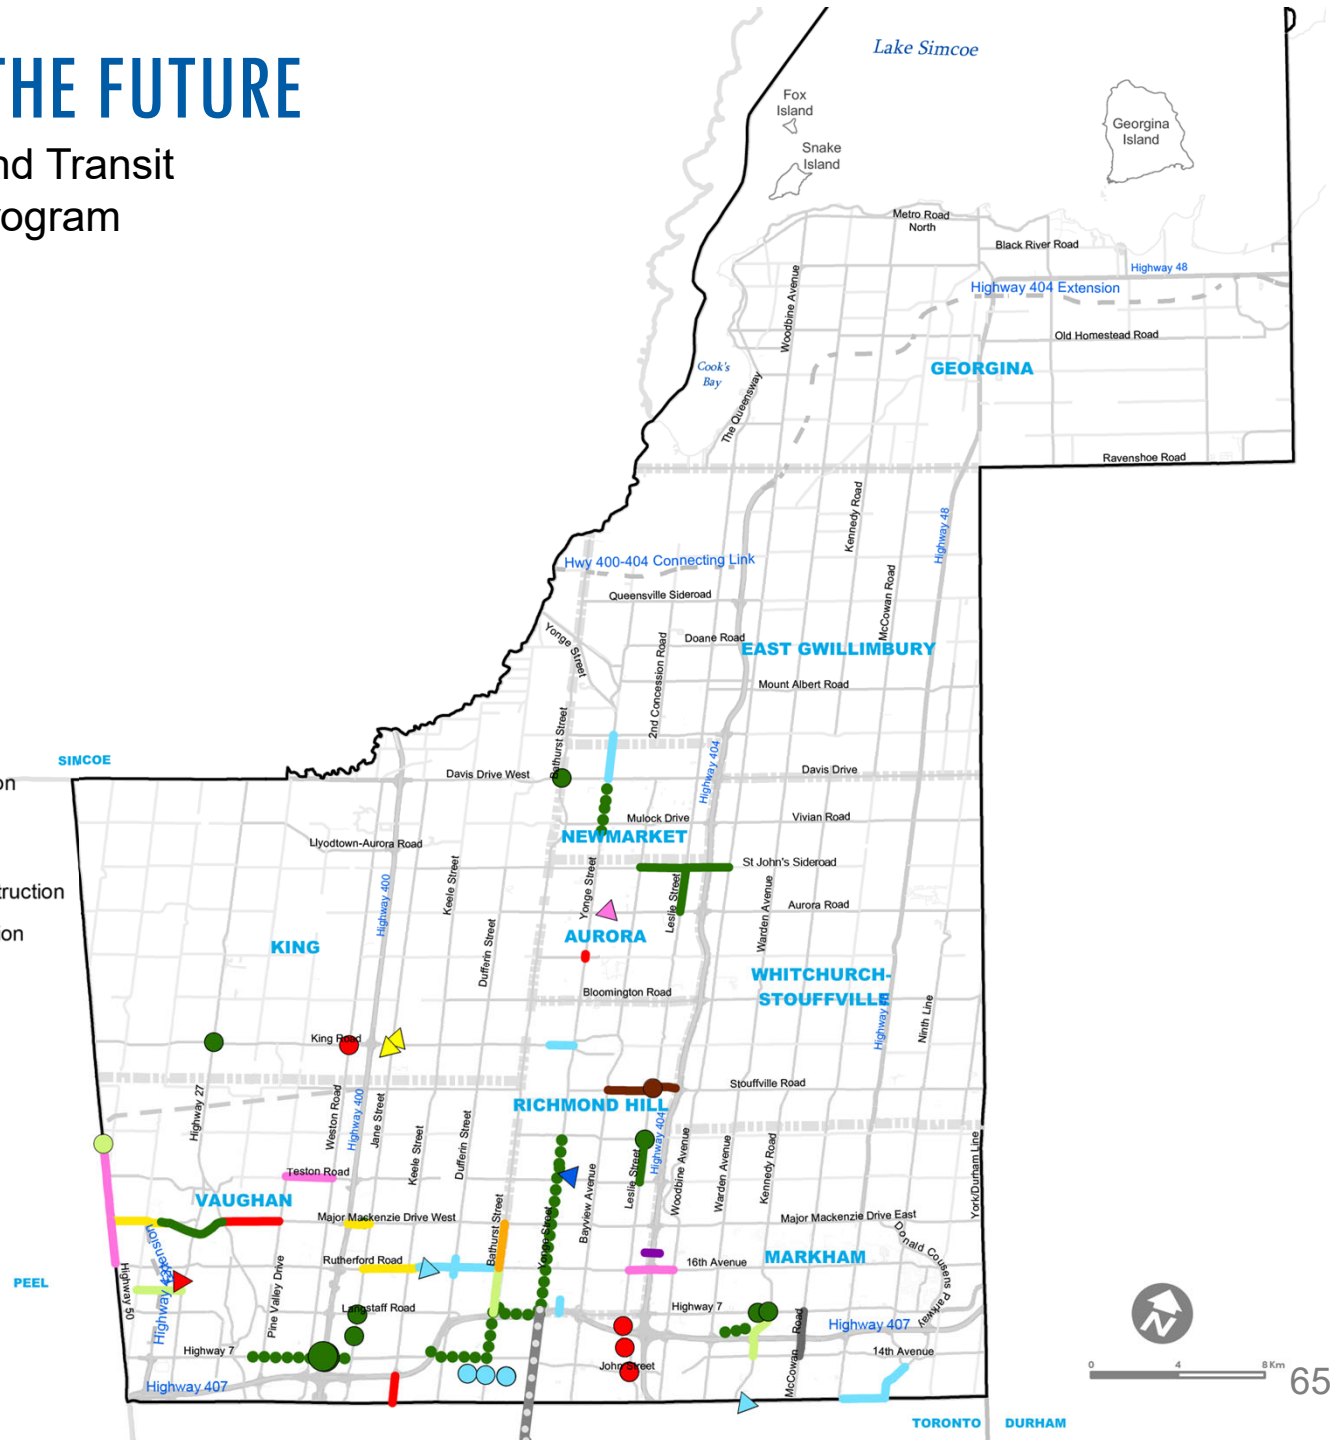 THE FUTURE
nd Transit
ogram
Lake Simcoe
Fox
Island
Georgina
Island
Snake
Island
Metro Road
North
Black River Road
Highway 48
Highway 404 Extension
Woodbine Avenue
Old Homestead Road
Cook's
Bay
GEORGINA
The Queensway
Ravenshoe Road
Kennedy Road
Highway 48
Hwy 400-404 Connecting Link
Queensville Sideroad
McCowan Road
Yonge Street
2nd Concession Road
Doane Road
EAST GWILLIMBURY
Mount Albert Road
Bathurst Street
Highway 404
SIMCOE
on
Davis Drive West
Davis Drive
Mulock Drive
Vivian Road
NEWMARKET
Llyodtown-Aurora Road
St John's Sideroad
truction
ion
Highway 400
Keele Street
Yonge Street
Leslie Street
Warden Avenue
Aurora Road
KING
Dufferin Street
AURORA
WHITCHURCH-
STOUFFVILLE
Bloomington Road
Highway
Ninth Line
King Road
Stouffville Road
RICHMOND HILL
Highway 27
Weston Road
Highway 400
Jane Street
Keele Street
Dufferin Street
Highway 404
Leslie Street
Woodbine Avenue
Warden Avenue
Kennedy Road
York/Durham Line
Teston Road
Bayview Avenue
VAUGHAN
Major Mackenzie Drive West
Bathurst Street
Yonge Street
Major Mackenzie Drive East
Donald Cousens Parkway
MARKHAM
Rutherford Road
16th Avenue
PEEL
Highway 50
Highway 427
Extension
Pine Valley Drive
Langstaff Road
Highway 7
McCowan Road
Highway 407
Highway 7
John Street
14th Avenue
Highway 407
N
0 4 8 Km
65
TORONTO DURHAM